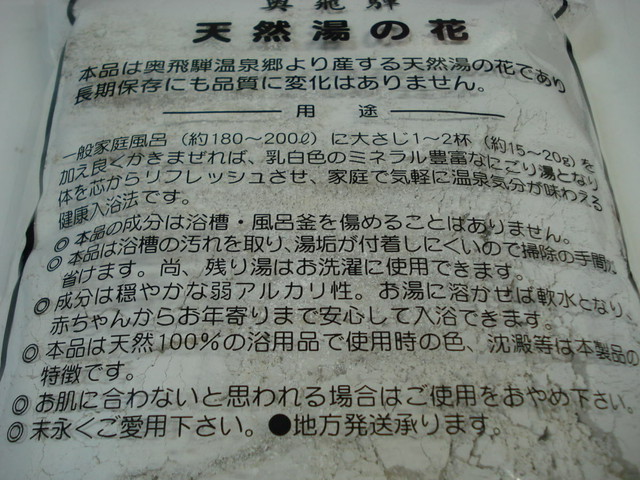 奥飛騨
天然湯の花
本品は奥飛騨温泉郷より産する天然湯の花であり
長期保存にも品質に変化はありません。
用途
一般家庭風呂(約180〜200ℓ)に大さじ1〜2杯(約15〜20g)を
加え良くかきまぜれば、乳白色のミネラル豊富なにごり湯となり
体を芯からリフレッシュさせ、家庭で気軽に温泉気分が味わえる
健康入浴法です。
◎本品の成分は浴槽・風呂釜を傷めることはありません。
◎本品は浴槽の汚れを取り、湯垢が付着しにくいので掃除の手間が
省けます。尚、残り湯はお洗濯に使用できます。
◎成分は穏やかな弱アルカリ性。お湯に溶かせば軟水となり、
赤ちゃんからお年寄りまで安心して入浴できます。
◎本品は天然100%の浴用品で使用時の色、沈澱等は本製品の
特徴です。
◎お肌に合わないと思われる場合はご使用をおやめ下さい。
◎末永くご愛用下さい。●地方発送承ります。